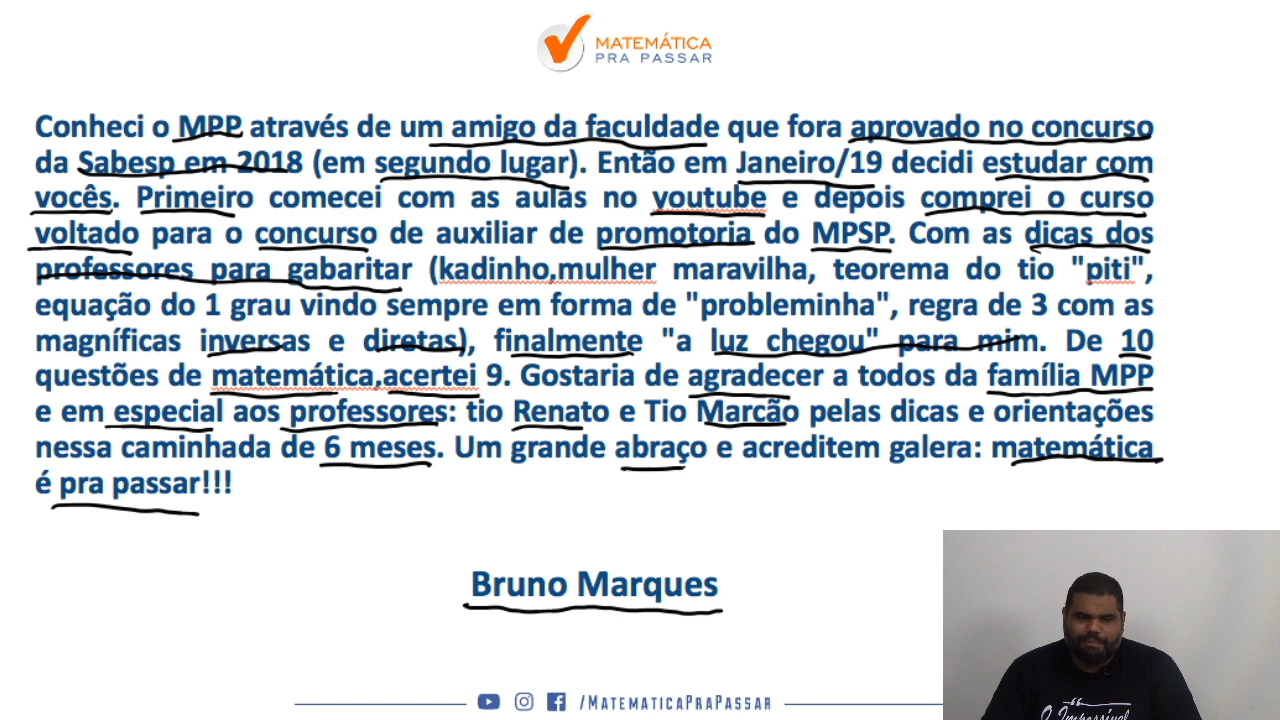 MATEMÁTICA
PRA PASSAR
Conheci o MPP através de um amigo da faculdade que fora aprovado no concurso
da Sabesp em 2018 (em segundo lugar). Então em Janeiro/19 decidi estudar com
vocês. Primeiro comecei com as aulas no youtube e depois comprei o curso
voltado para o concurso de auxiliar de promotoria do MPSP. Com as dicas dos
professores para gabaritar (kadinho,mulher maravilha, teorema do tio "piti",
equação do 1 grau vindo sempre em forma de "probleminha", regra de 3 com as
magníficas inversas e diretas), finalmente "a luz chegou" para mim. De 10
questões de matemática,acertei 9. Gostaria de agradecer a todos da família MPP
e em especial aos professores: tio Renato e Tio Marcão pelas dicas e orientações
nessa caminhada de 6 meses. Um grande abraço e acreditem galera: matemática
é pra passar!!!
Bruno Marques
/MATEMATICAPRAPASSAR
O Impossível